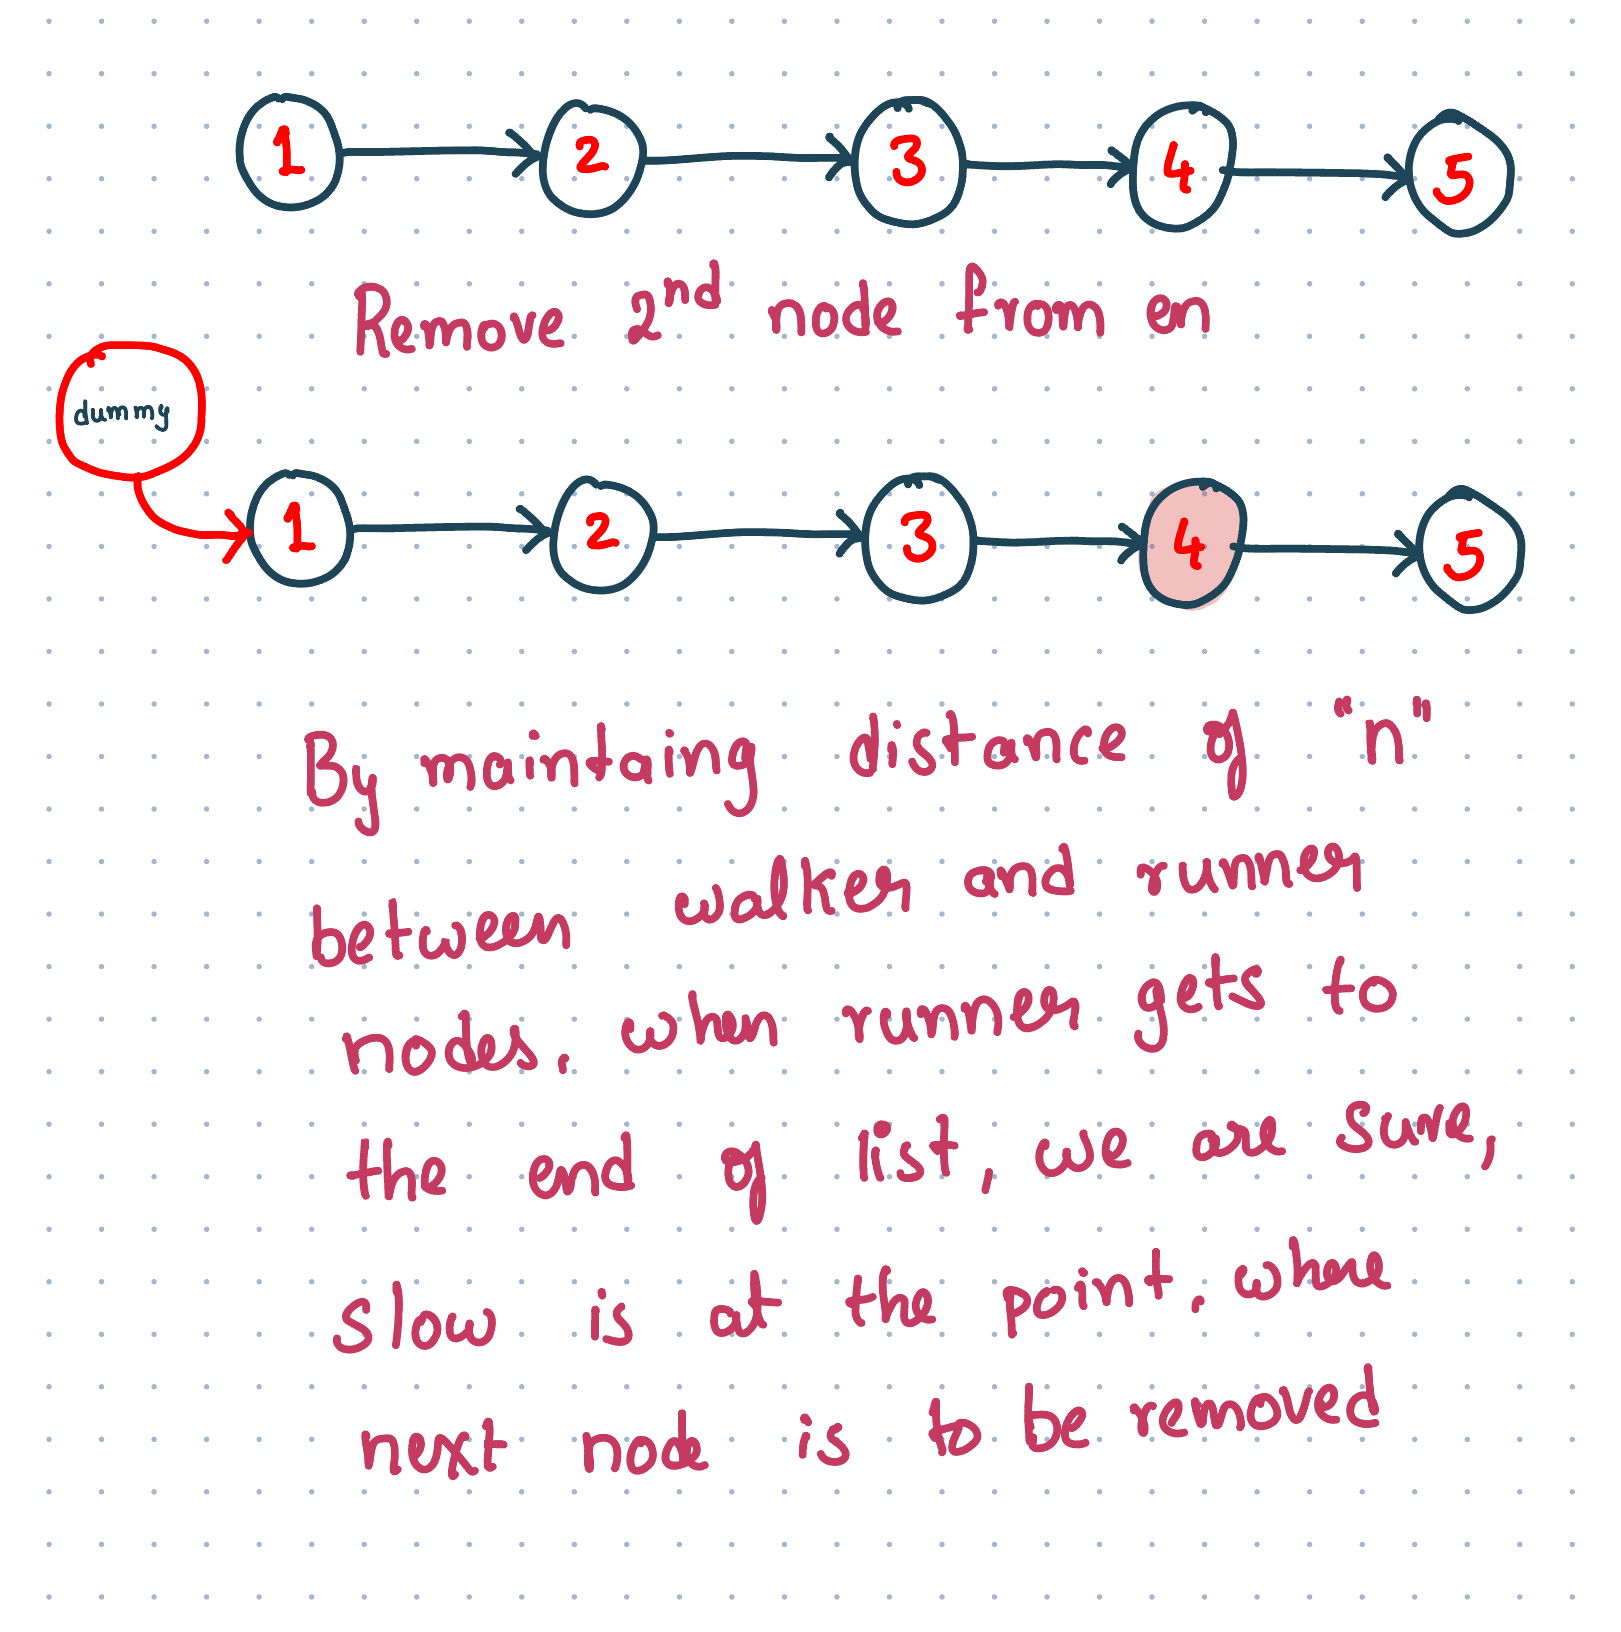 1 2 3 4 5
Remove 2nd node from en
dummy
1 2 3 4 5
By maintaing distance of "n"
between walker and runner
nodes. when runner gets to
the end of list, we are sure,
slow is at the point. where
next node is to be removed